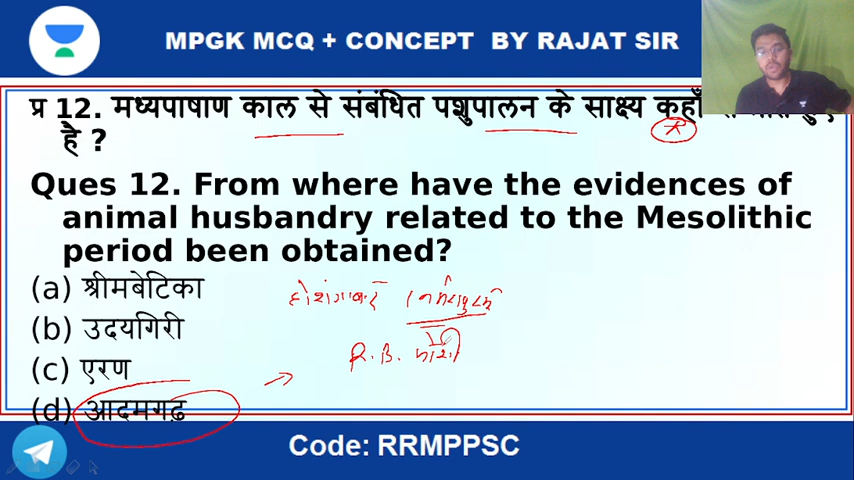 MPGK MCQ + CONCEPT BY RAJAT SIR
प्र 12. मध्यपाषाण काल से संबंधित पशुपालन के साक्ष्य कहाँ
है ?
Ques 12. From where have the evidences of
animal husbandry related to the Mesolithic
period been obtained?
(a) श्रीमबेटिका
(b) उदयगिरी
(c) एरण
(d) आदमगढ़
होशंगाबाद
R.B.
Code: RRMPPSC